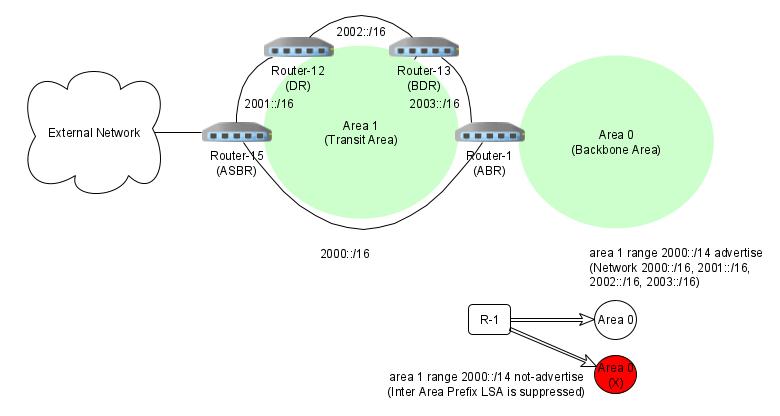 2002::/16
Router-12
(DR)
Router-13
(BDR)
2001::/16
2003::/16
External Network
Router-15
(ASBR)
Area 1
(Transit Area)
Router-1
(ABR)
Area 0
(Backbone Area)
2000::/16
area 1 range 2000::/14 advertise
(Network 2000::/16, 2001::/16,
2002::/16, 2003::/16)
R-1
Area 0
Area 0
(X)
area 1 range 2000::/14 not-advertise
(Inter Area Prefix LSA is suppressed)